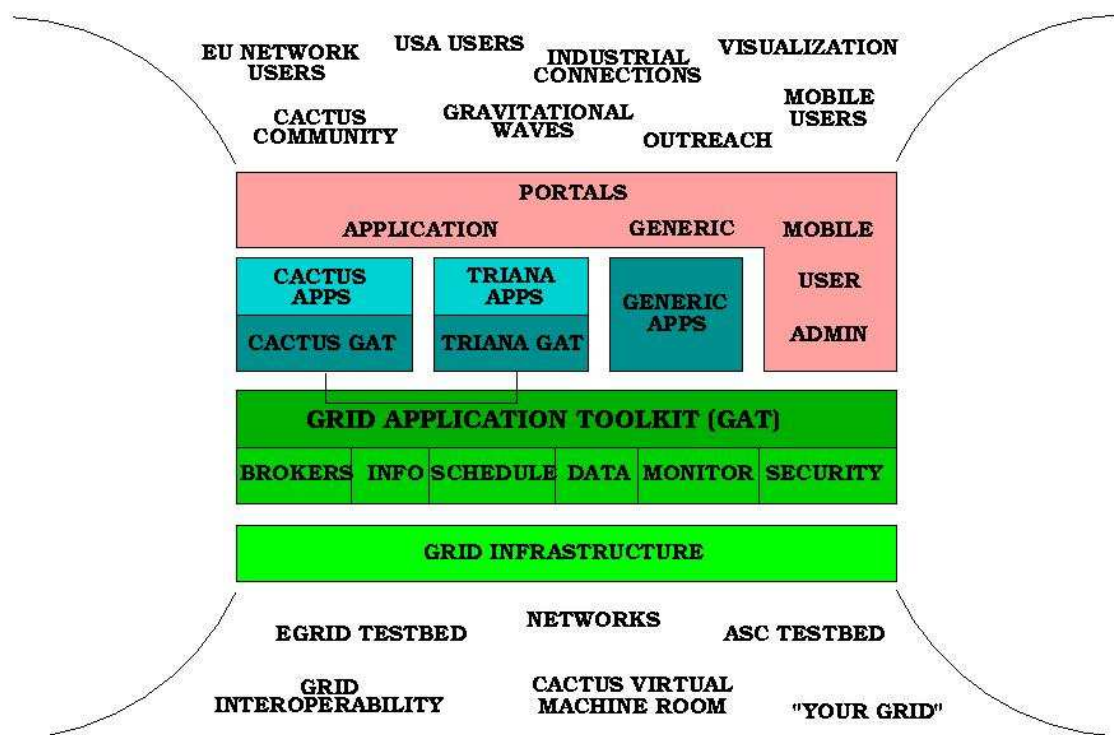 EU NETWORK
USERS
USA USERS
INDUSTRIAL
CONNECTIONS
VISUALIZATION
CACTUS
COMMUNITY
GRAVITATIONAL
WAVES
OUTREACH
MOBILE
USERS
PORTALS
APPLICATION
GENERIC
MOBILE
USER
ADMIN
CACTUS
APPS
CACTUS GAT
TRIANA
APPS
TRIANA GAT
GENERIC
APPS
GRID APPLICATION TOOLKIT (GAT)
BROKERS
INFO
SCHEDULE
DATA
MONITOR
SECURITY
GRID INFRASTRUCTURE
EGRID TESTBED
NETWORKS
ASC TESTBED
GRID
INTEROPERABILITY
CACTUS VIRTUAL
MACHINE ROOM
"YOUR GRID"